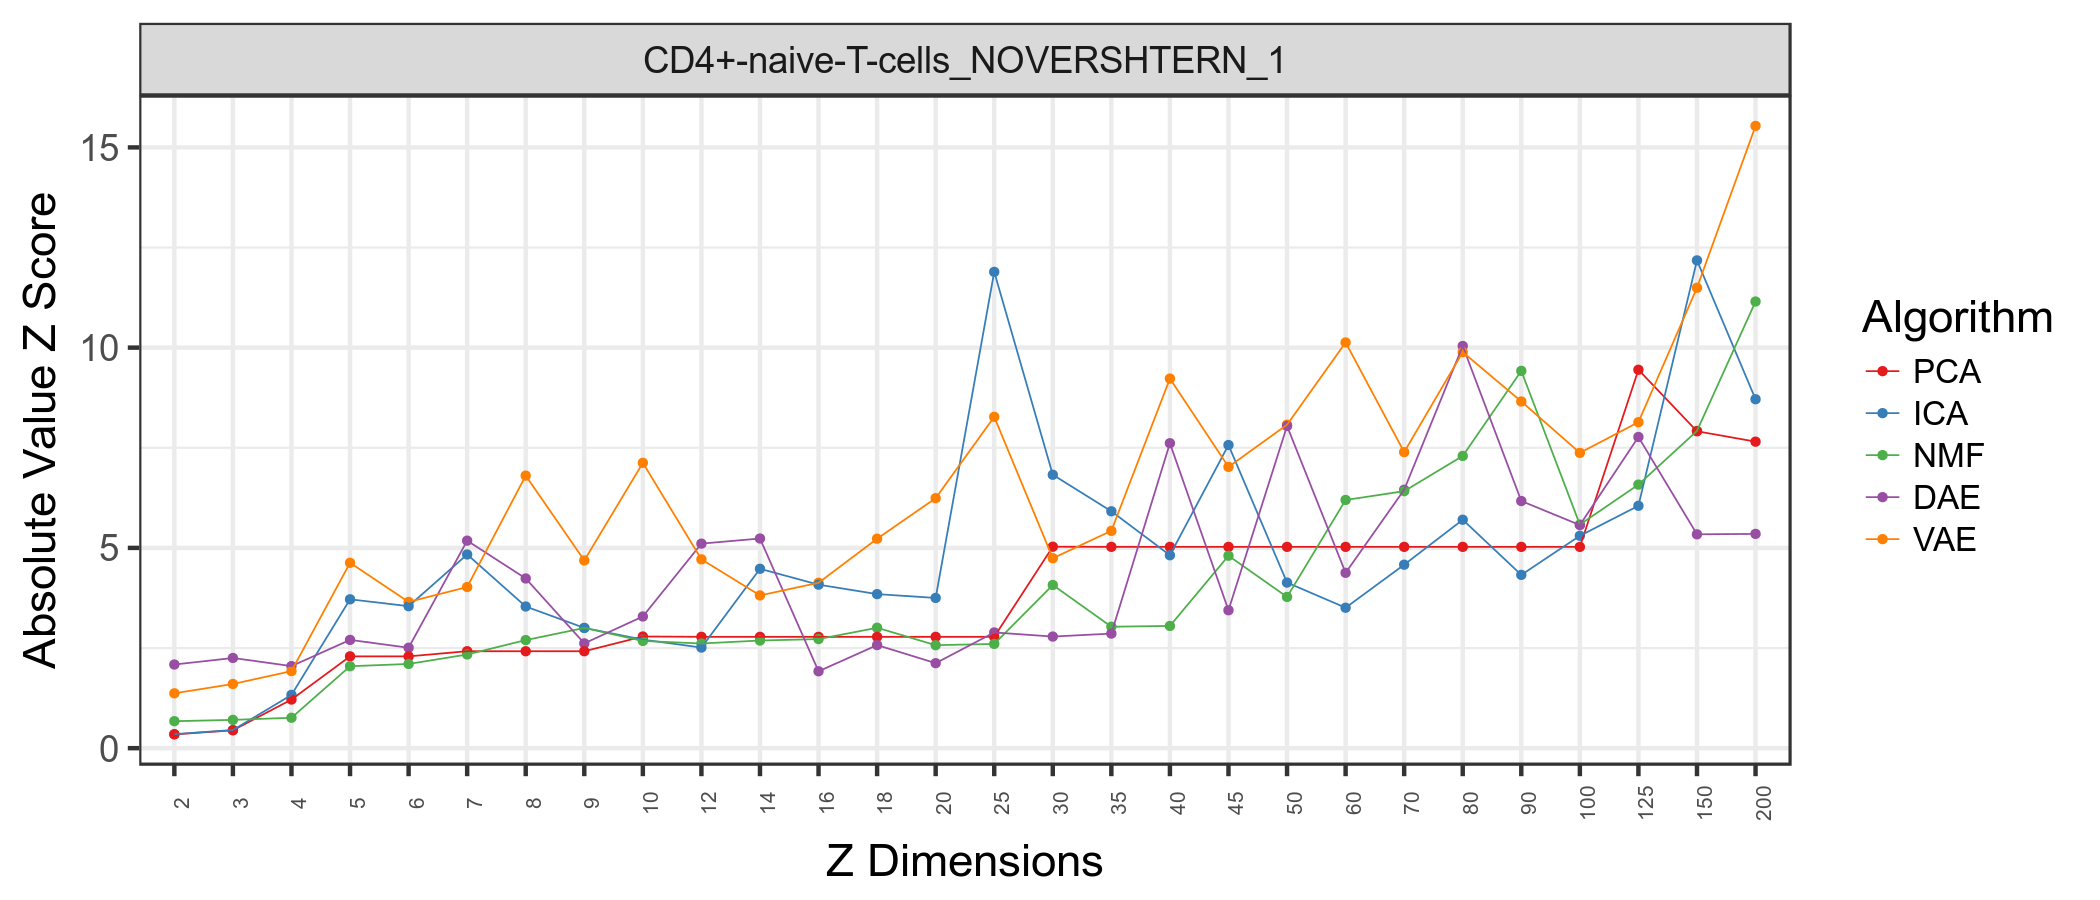 CD4+-naive-T-cells_NOVERSHTERN_1
Absolute Value Z Score
15
10
5
0
2 3 4 5 6 7 8 9 10 12 14 16 18 20 25 30 35 40 45 50 60 70 80 90 100 125 150 200
Z Dimensions
Algorithm
PCA
ICA
NMF
DAE
VAE